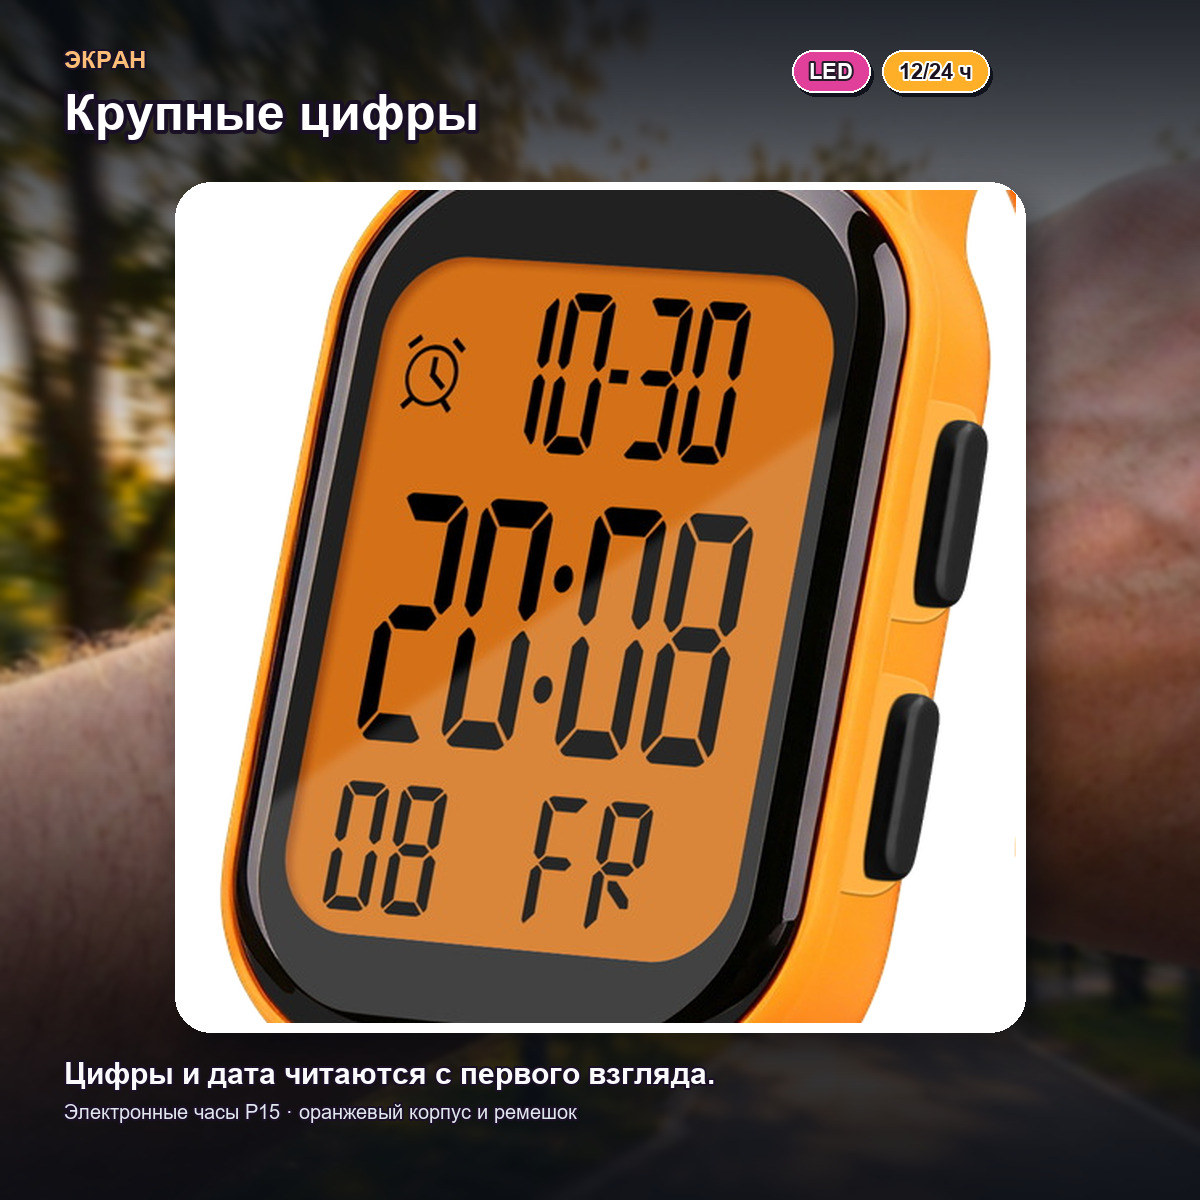 ЭКРАН
Крупные цифры
LED
12/24 ч
10-30
20:08
08 FR
Цифры и дата читаются с первого взгляда.
Электронные часы P15 · оранжевый корпус и ремешок